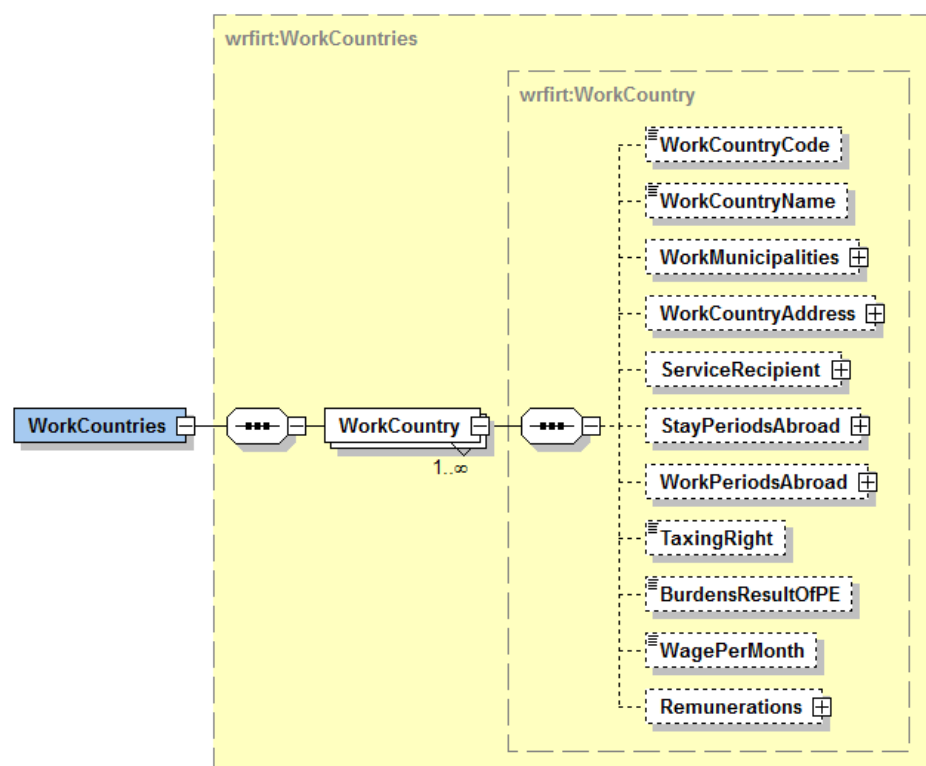 wrfirt:WorkCountries
wrfirt:WorkCountry
WorkCountryCode
WorkCountryName
WorkMunicipalities
WorkCountryAddress
ServiceRecipient
StayPeriodsAbroad
WorkCountries
WorkCountry
1..∞
WorkPeriodsAbroad
TaxingRight
BurdensResultOfPE
WagePerMonth
Remunerations